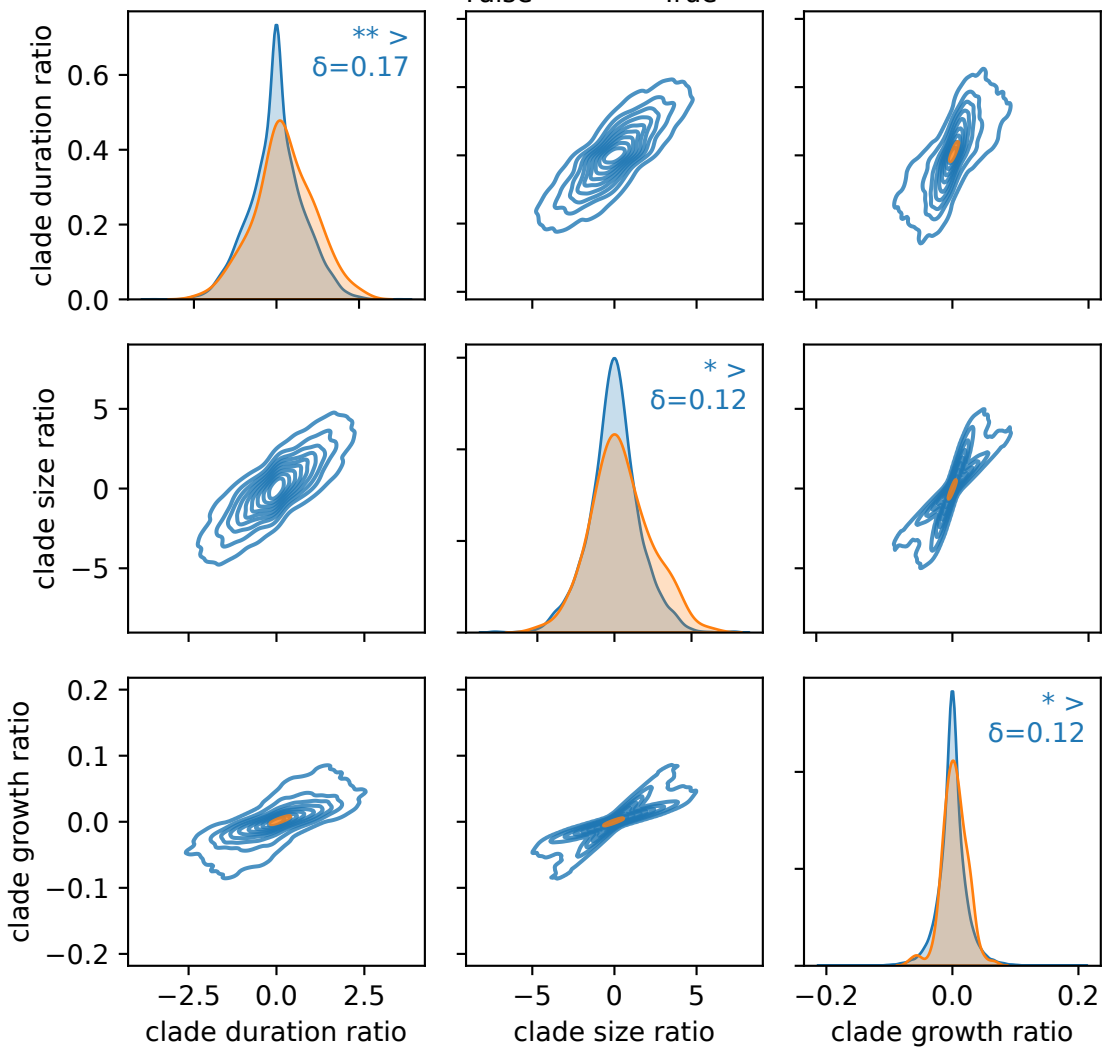 True
clade duration ratio
0.0
0.2
0.4
0.6
** >
δ=0.17
clade size ratio
5
0
−5
* >
δ=0.12
clade growth ratio
0.2
0.1
0.0
−0.1
−0.2
* >
δ=0.12
−2.5 0.0 2.5
−5 0 5
−0.2 0.0 0.2
clade duration ratio
clade size ratio
clade growth ratio